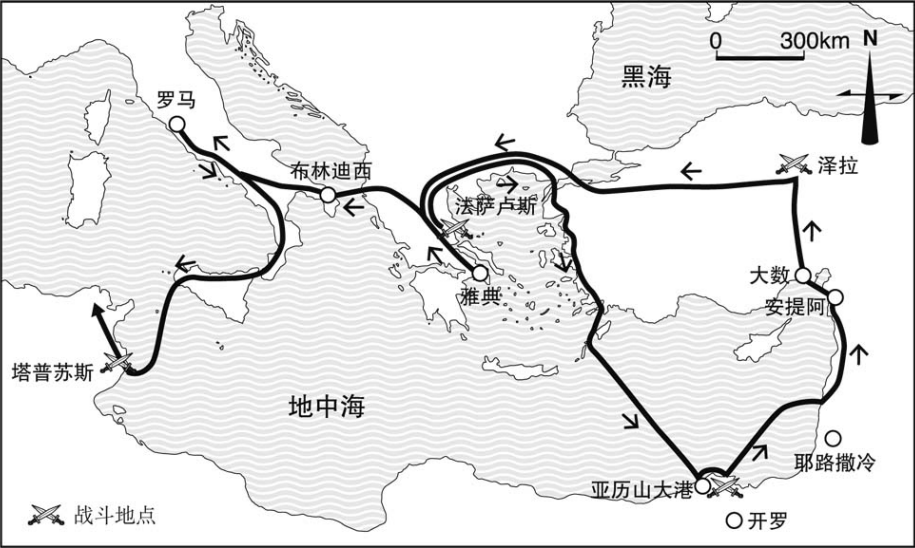 0 300km N
黑海
罗马
泽拉
布林迪西
法萨卢斯
大数
雅典
安提阿
塔普苏斯
地中海
耶路撒冷
亚历山大港
战斗地点
开罗